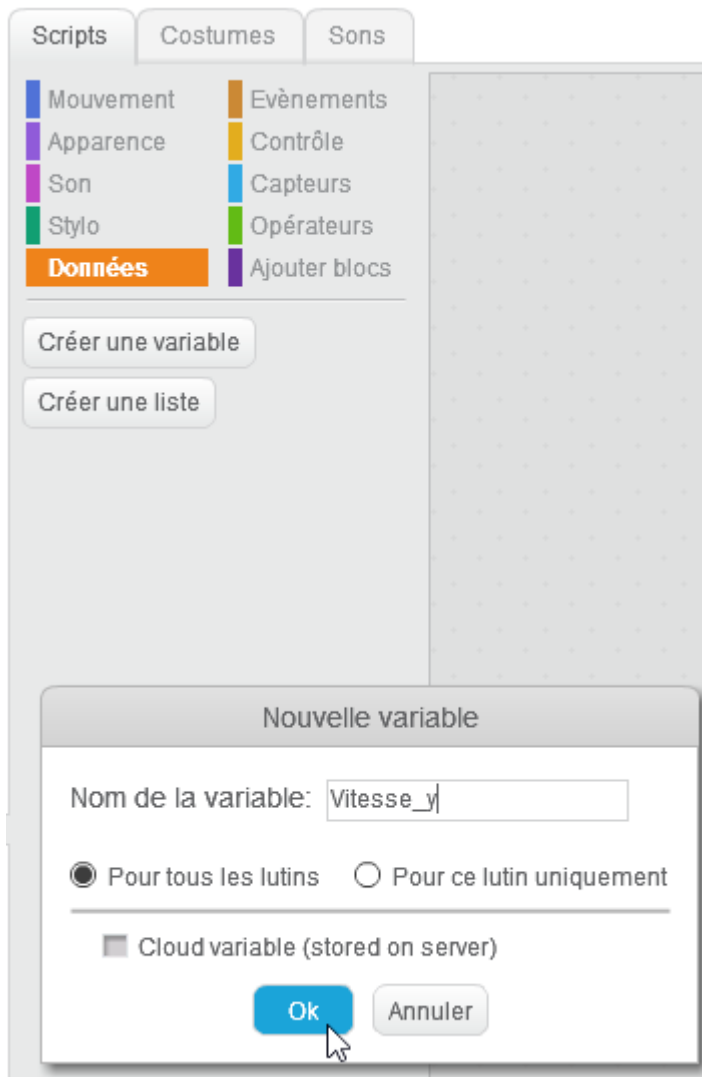 Scripts Costumes Sons
Mouvement Evènements
Apparence Contrôle
Son Capteurs
Stylo Opérateurs
Données Ajouter blocs
Créer une variable
Créer une liste
Nouvelle variable
Nom de la variable: Vitesse_y
Pour tous les lutins Pour ce lutin uniquement
Cloud variable (stored on server)
Ok Annuler